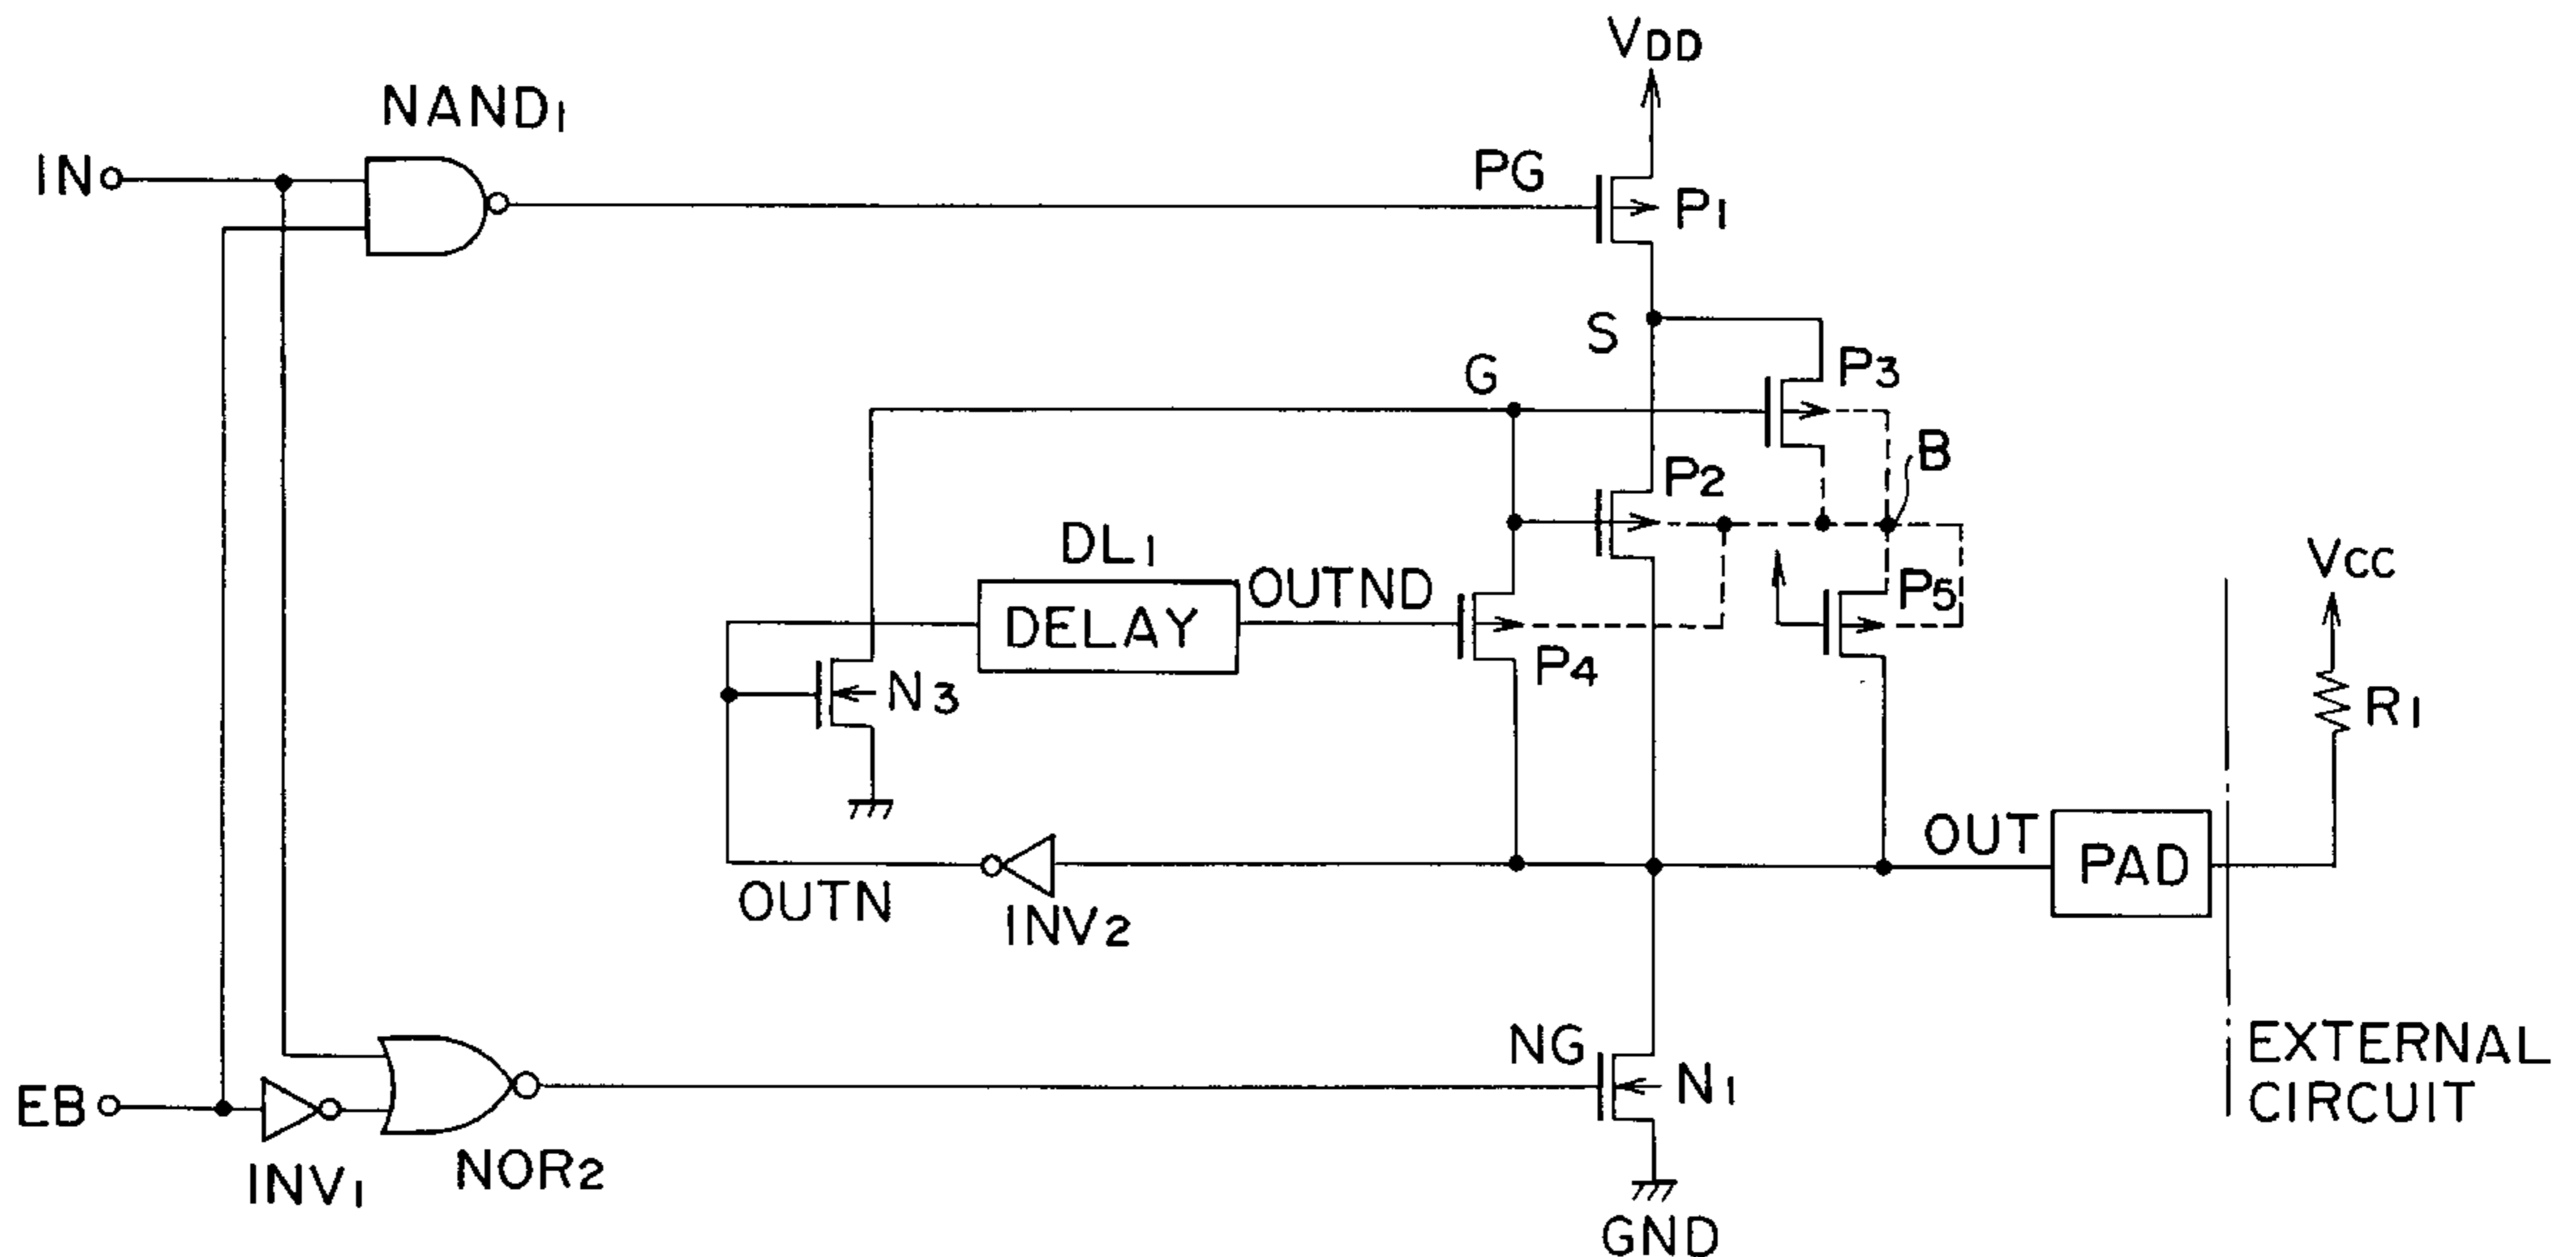 VDD
NAND1
IN
PG
P1
S
G
P3
B
P2
DL1
VCC
OUTND
P5
DELAY
P4
N3
R1
OUT
PAD
OUTN
INV2
NG
N1
EXTERNAL
CIRCUIT
EB
INV1
NOR2
GND